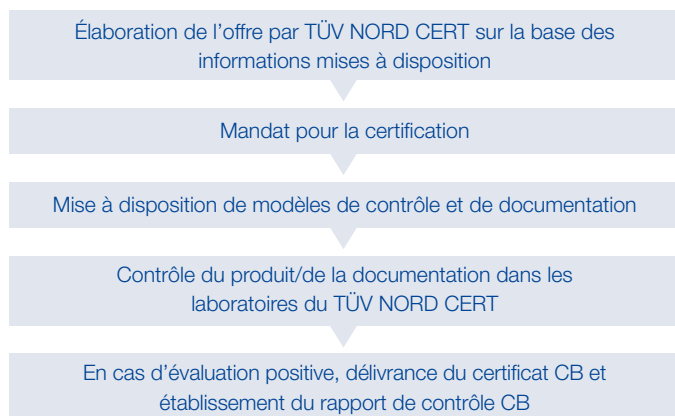 Élaboration de l’offre par TÜV NORD CERT sur la base des
informations mises à disposition
Mandat pour la certification
Mise à disposition de modèles de contrôle et de documentation
Contrôle du produit/de la documentation dans les
laboratoires du TÜV NORD CERT
En cas d’évaluation positive, délivrance du certificat CB et
établissement du rapport de contrôle CB